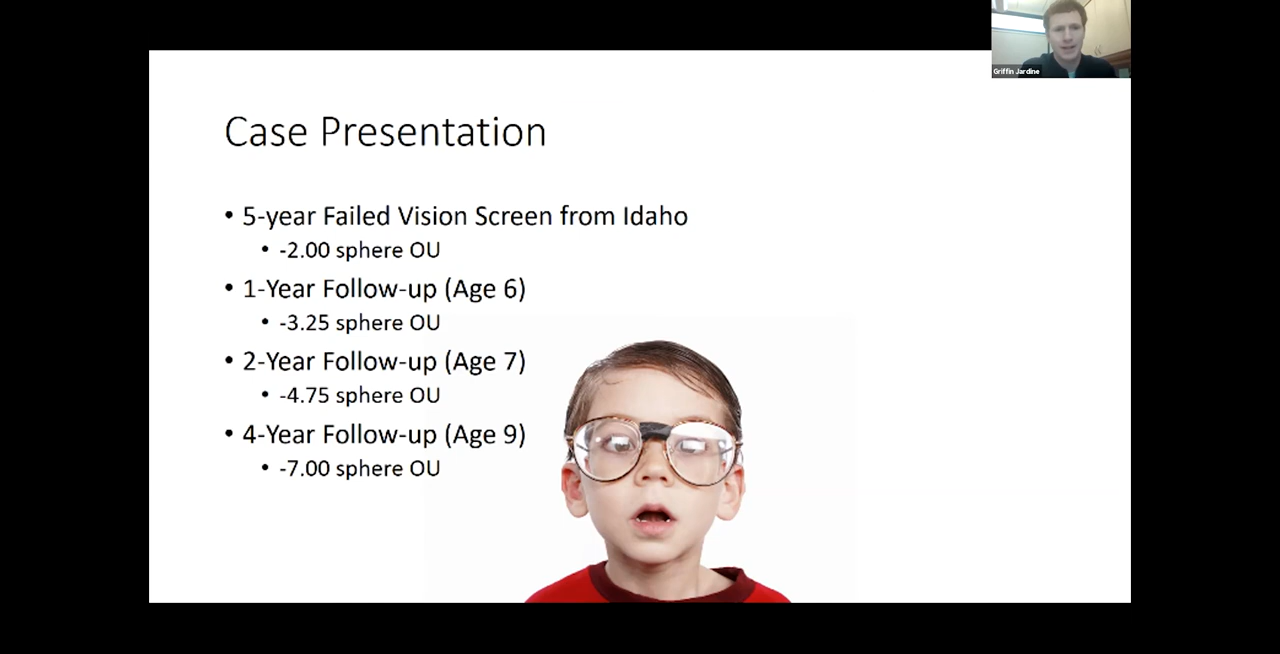 Griffin Jardine
Case Presentation
• 5-year Failed Vision Screen from Idaho
• -2.00 sphere OU
• 1-Year Follow-up (Age 6)
• -3.25 sphere OU
• 2-Year Follow-up (Age 7)
• -4.75 sphere OU
• 4-Year Follow-up (Age 9)
• -7.00 sphere OU